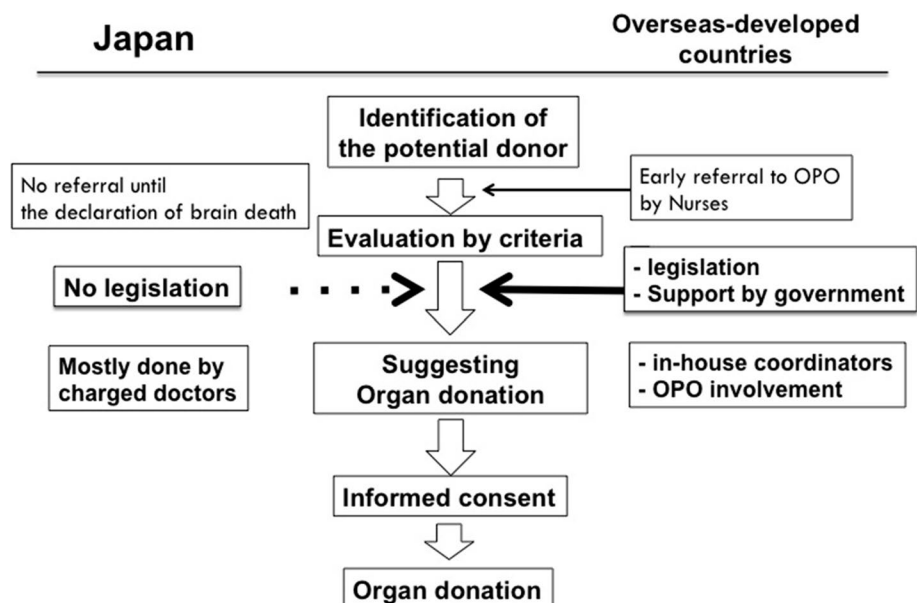 Japan
Overseas-developed
countries
Identification of
the potential donor
No referral until
the declaration of brain death
Early referral to OPO
by Nurses
Evaluation by criteria
No legislation
- legislation
- Support by government
Mostly done by
charged doctors
Suggesting
Organ donation
- in-house coordinators
- OPO involvement
Informed consent
Organ donation